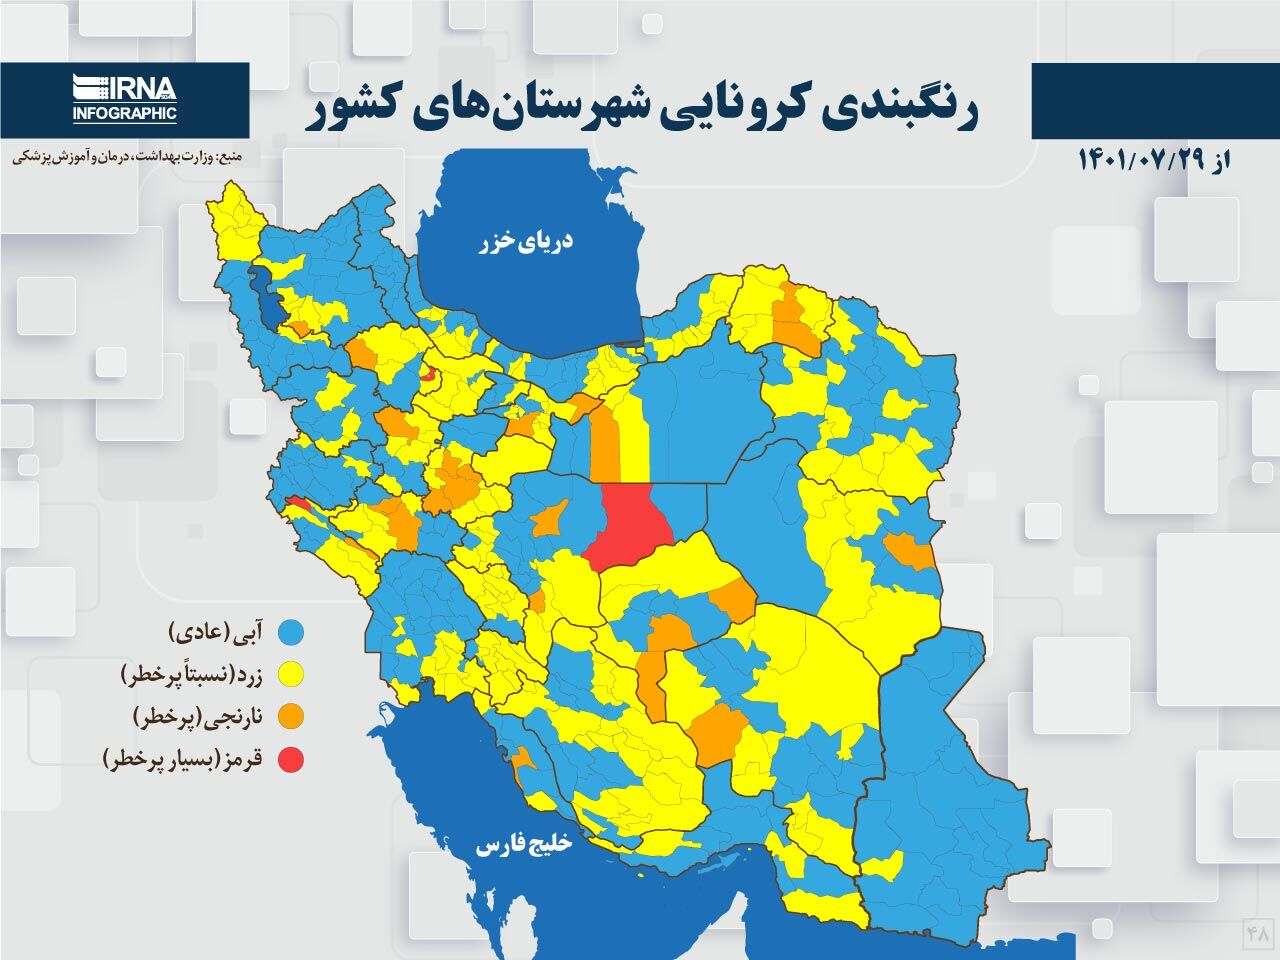 IRNA
INFOGRAPHIC
رنگبندی کرونایی شهرستان‌های کشور
از ۱۴۰۱/۰۷/۲۹
منبع: وزارت بهداشت، درمان و آموزش پزشکی
دریای خزر
آبی (عادی)
زرد (نسبتاً پرخطر)
نارنجی (پرخطر)
قرمز (بسیار پرخطر)
خلیج فارس
۴۸